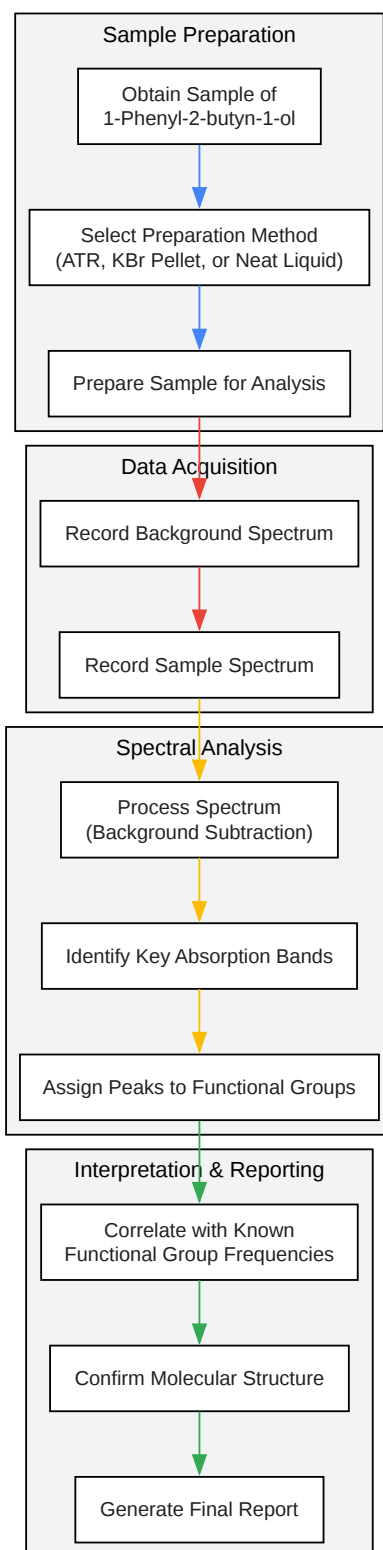 Sample Preparation
Obtain Sample of
1-Phenyl-2-butyn-1-ol
Select Preparation Method
(ATR, KBr Pellet, or Neat Liquid)
Prepare Sample for Analysis
Data Acquisition
Record Background Spectrum
Record Sample Spectrum
Spectral Analysis
Process Spectrum
(Background Subtraction)
Identify Key Absorption Bands
Assign Peaks to Functional Groups
Interpretation & Reporting
Correlate with Known
Functional Group Frequencies
Confirm Molecular Structure
Generate Final Report